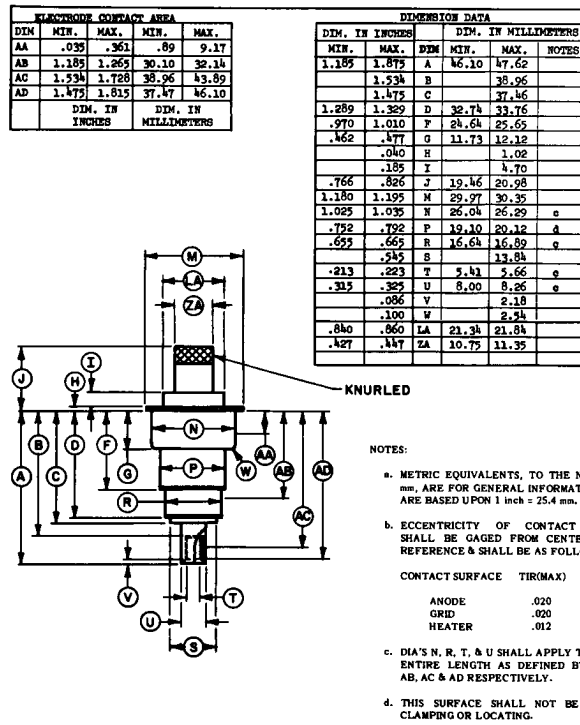 ELECTRODE CONTACT AREA
DIM MIN. MAX. MIN. MAX.
AA .035 .361 .89 9.17
AB 1.185 1.265 30.10 32.14
AC 1.534 1.728 38.96 43.89
AD 1.475 1.815 37.47 46.10
DIM. IN INCHES DIM. IN MILLIMETERS
DIMENSION DATA
DIM. IN INCHES DIM. IN MILLIMETERS
MIN. MAX. DIM MIN. MAX. NOTES
1.185 1.875 A 46.10 47.62
1.534 B 38.96
1.475 C 37.46
1.289 1.329 D 32.74 33.76
.970 1.010 F 24.64 25.65
.462 .477 G 11.73 12.12
.040 H 1.02
.185 I 4.70
.766 .826 J 19.46 20.98
1.180 1.195 M 29.97 30.35
1.025 1.035 N 26.04 26.29 c
.752 .792 P 19.10 20.12 d
.655 .665 R 16.64 16.89 c
.545 S 13.84
.213 .223 T 5.41 5.66 c
.315 .325 U 8.00 8.26 c
.086 V 2.18
.100 W 2.54
.840 .860 LA 21.34 21.84
.427 .447 ZA 10.75 11.35
M
LA
ZA
I
H
J
KNURLED
N
A B C D F G P W AA AB AC AD
R
V
T
U
S
NOTES:
a. METRIC EQUIVALENTS, TO THE N
mm, ARE FOR GENERAL INFORMAT
ARE BASED UPON 1 inch = 25.4 mm.
b. ECCENTRICITY OF CONTACT
SHALL BE GAGED FROM CENTE
REFERENCE & SHALL BE AS FOLL
CONTACT SURFACE TIR(MAX)
ANODE .020
GRID .020
HEATER .012
c. DIA'S N, R, T, & U SHALL APPLY T
ENTIRE LENGTH AS DEFINED B
AB, AC & AD RESPECTIVELY.
d. THIS SURFACE SHALL NOT BE
CLAMPING OR LOCATING.